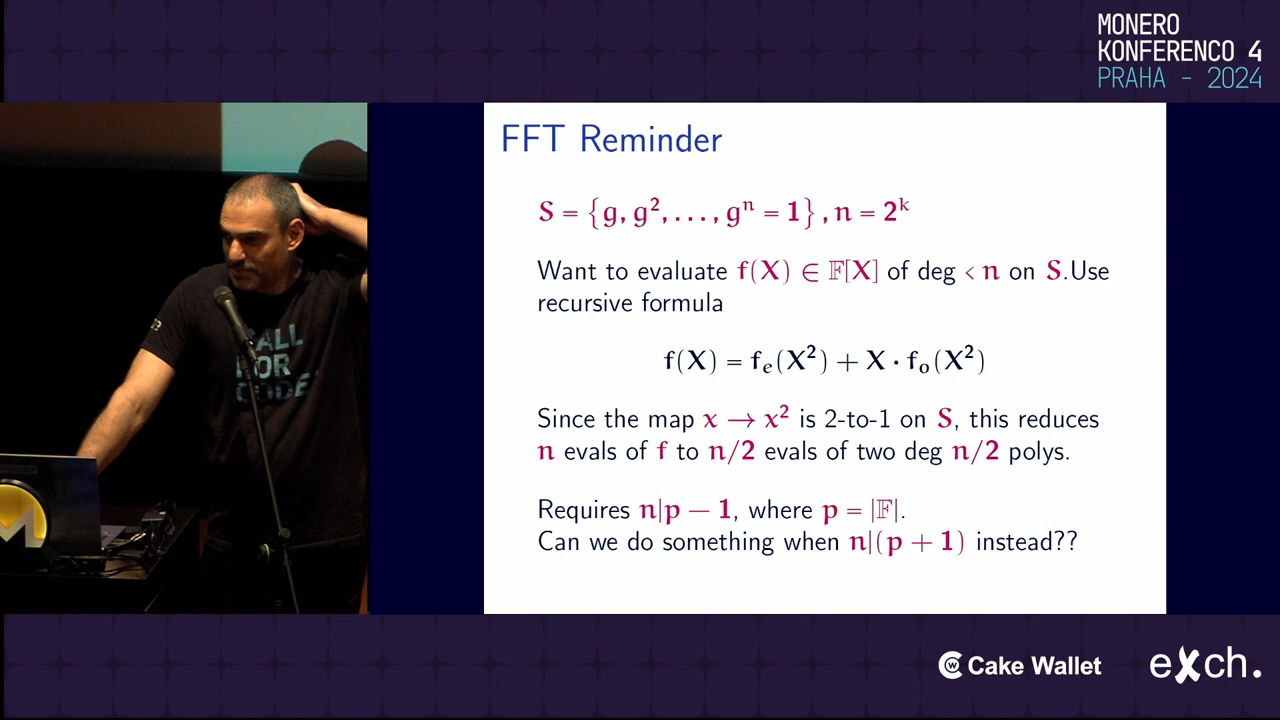 MONERO
KONFERENCO 4
PRAHA - 2024
FFT Reminder
S = {g, g², . . . , gⁿ = 1} , n = 2ᵏ
Want to evaluate f(X) ∈ 𝔽[X] of deg < n on S.Use
recursive formula
f(X) = fₑ(X²) + X · fₒ(X²)
Since the map x → x² is 2-to-1 on S, this reduces
n evals of f to n/2 evals of two deg n/2 polys.
Requires n|p − 1, where p = |𝔽|.
Can we do something when n|(p + 1) instead??
CALL
FOR
CODE
Cake Wallet
eXch.